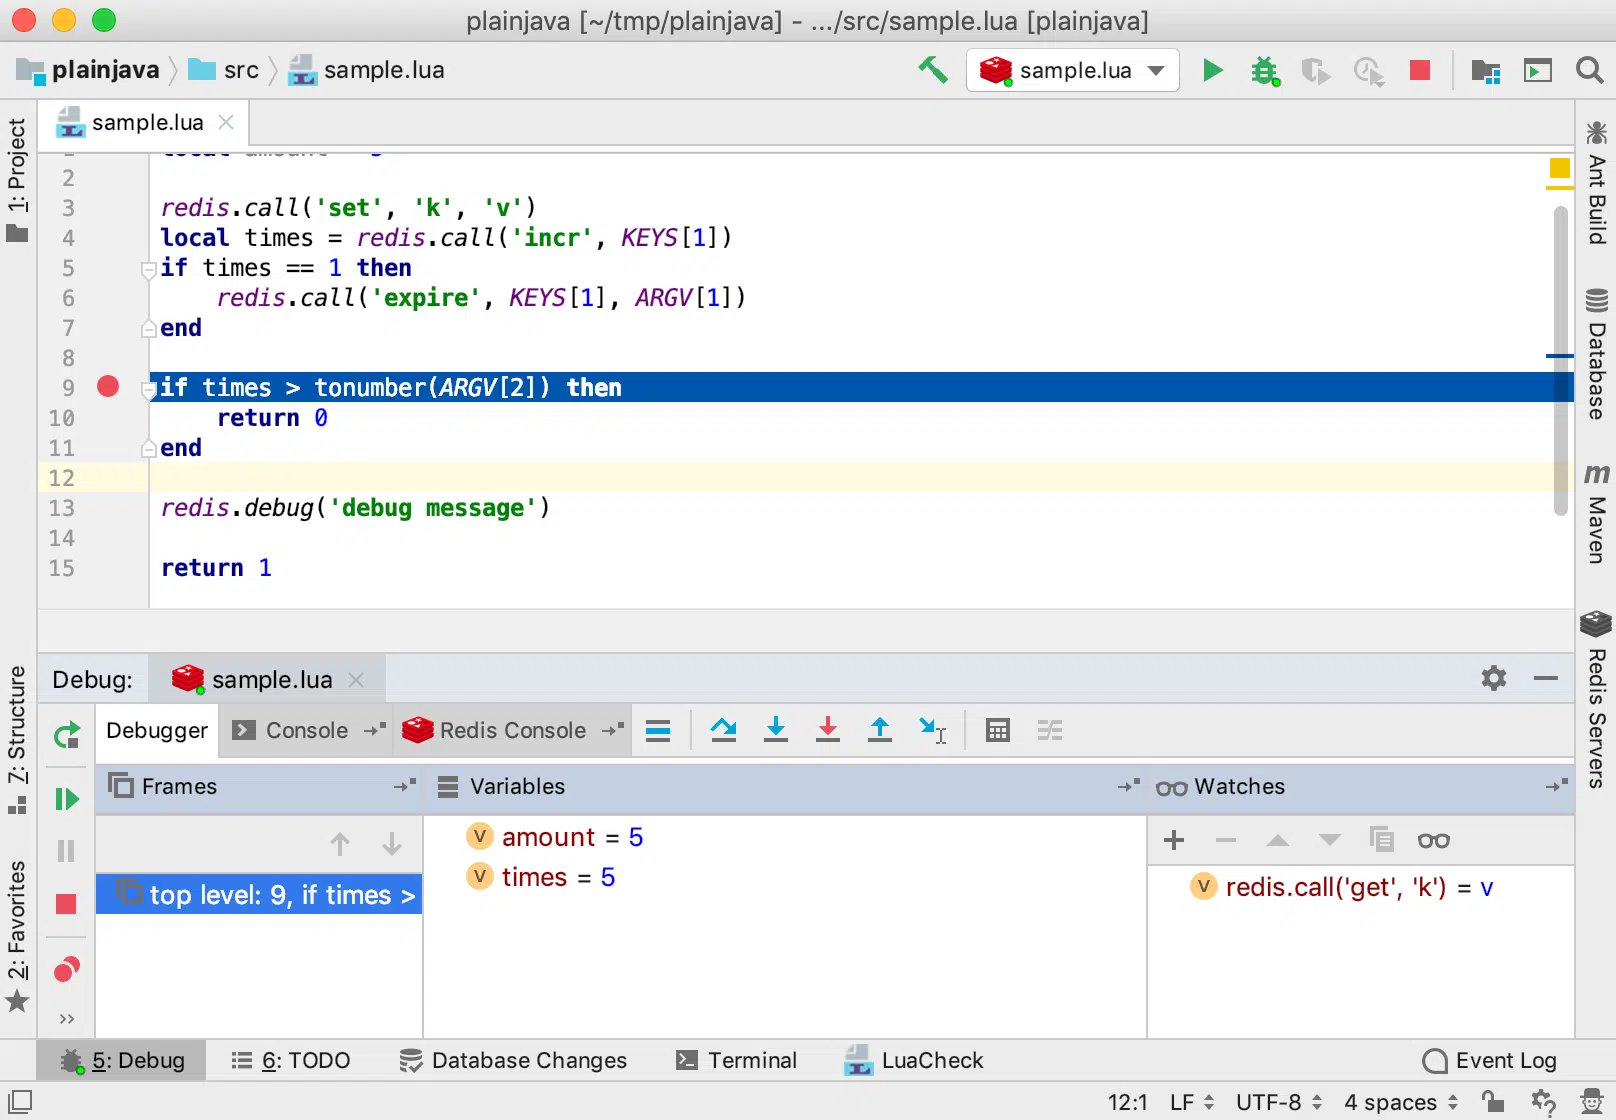 plainjava [~/tmp/plainjava] - .../src/sample.lua [plainjava]
plainjava src sample.lua sample.lua
sample.lua
1: Project
2
3 redis.call('set', 'k', 'v')
4 local times = redis.call('incr', KEYS[1])
5 if times == 1 then
6 redis.call('expire', KEYS[1], ARGV[1])
7 end
8
9 if times > tonumber(ARGV[2]) then
10 return 0
11 end
12
13 redis.debug('debug message')
14
15 return 1
Ant Build
Database
m Maven
Redis Servers
7: Structure
2: Favorites
Debug: sample.lua
Debugger Console Redis Console
Frames Variables Watches
top level: 9, if times >
V amount = 5
V times = 5
V redis.call('get', 'k') = v
5: Debug 6: TODO Database Changes Terminal LuaCheck Event Log
12:1 LF UTF-8 4 spaces